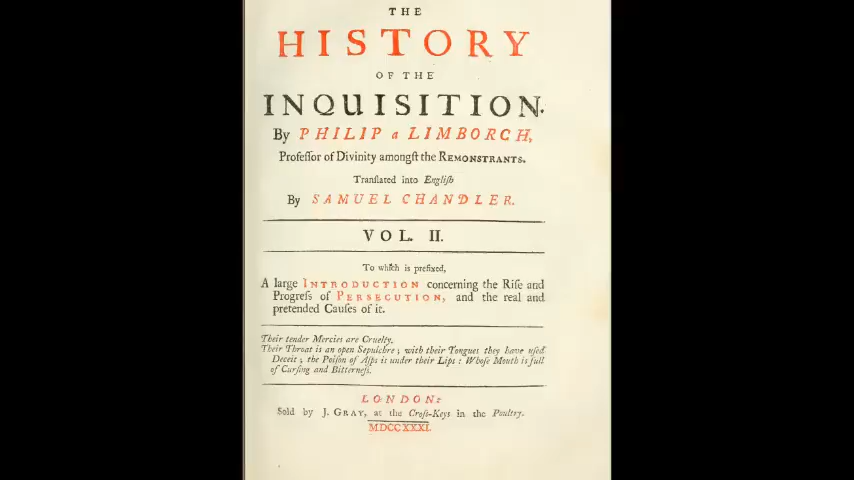 THE
HISTORY
OF THE
INQUISITION.
By PHILIP a LIMBORCH,
Profeſſor of Divinity amongſt the REMONSTRANTS.
Tranſlated into Engliſh
By SAMUEL CHANDLER.
VOL. II.
To which is prefixed,
A large INTRODUCTION concerning the Riſe and
Progreſs of PERSECUTION, and the real and
pretended Cauſes of it.
Their tender Mercies are Cruelty.
Their Throat is an open Sepulchre; with their Tongues they have uſed
Deceit; the Poiſon of Aſps is under their Lips: Whoſe Mouth is full
of Curſing and Bitterneſs.
LONDON:
Sold by J. GRAY, at the Croſs-Keys in the Poultry.
MDCCXXXI.